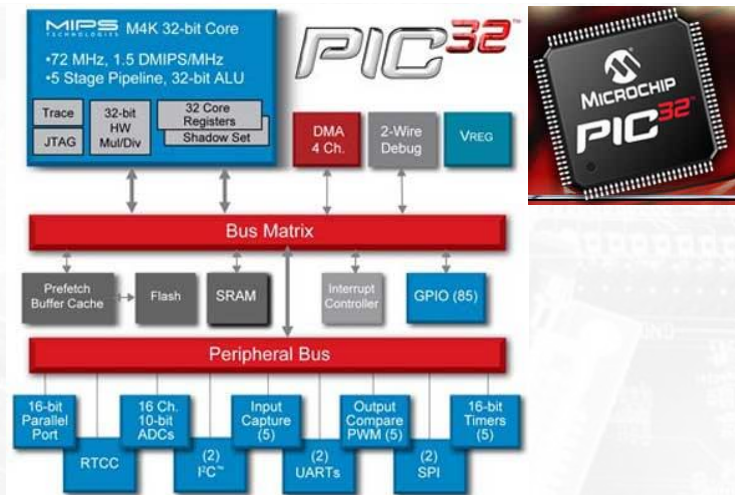 MIPS
TECHNOLOGIES
M4K 32-bit Core
•72 MHz, 1.5 DMIPS/MHz
•5 Stage Pipeline, 32-bit ALU
Trace
JTAG
32-bit
HW
Mul/Div
32 Core
Registers
Shadow Set
PIC32™
DMA
4 Ch.
2-Wire
Debug
VREG
MICROCHIP
PIC32™
Bus Matrix
Prefetch
Buffer Cache
Flash
SRAM
Interrupt
Controller
GPIO (85)
Peripheral Bus
16-bit
Parallel
Port
RTCC
16 Ch.
10-bit
ADCs
(2)
I²C™
Input
Capture
(5)
(2)
UARTs
Output
Compare
PWM (5)
(2)
SPI
16-bit
Timers
(5)